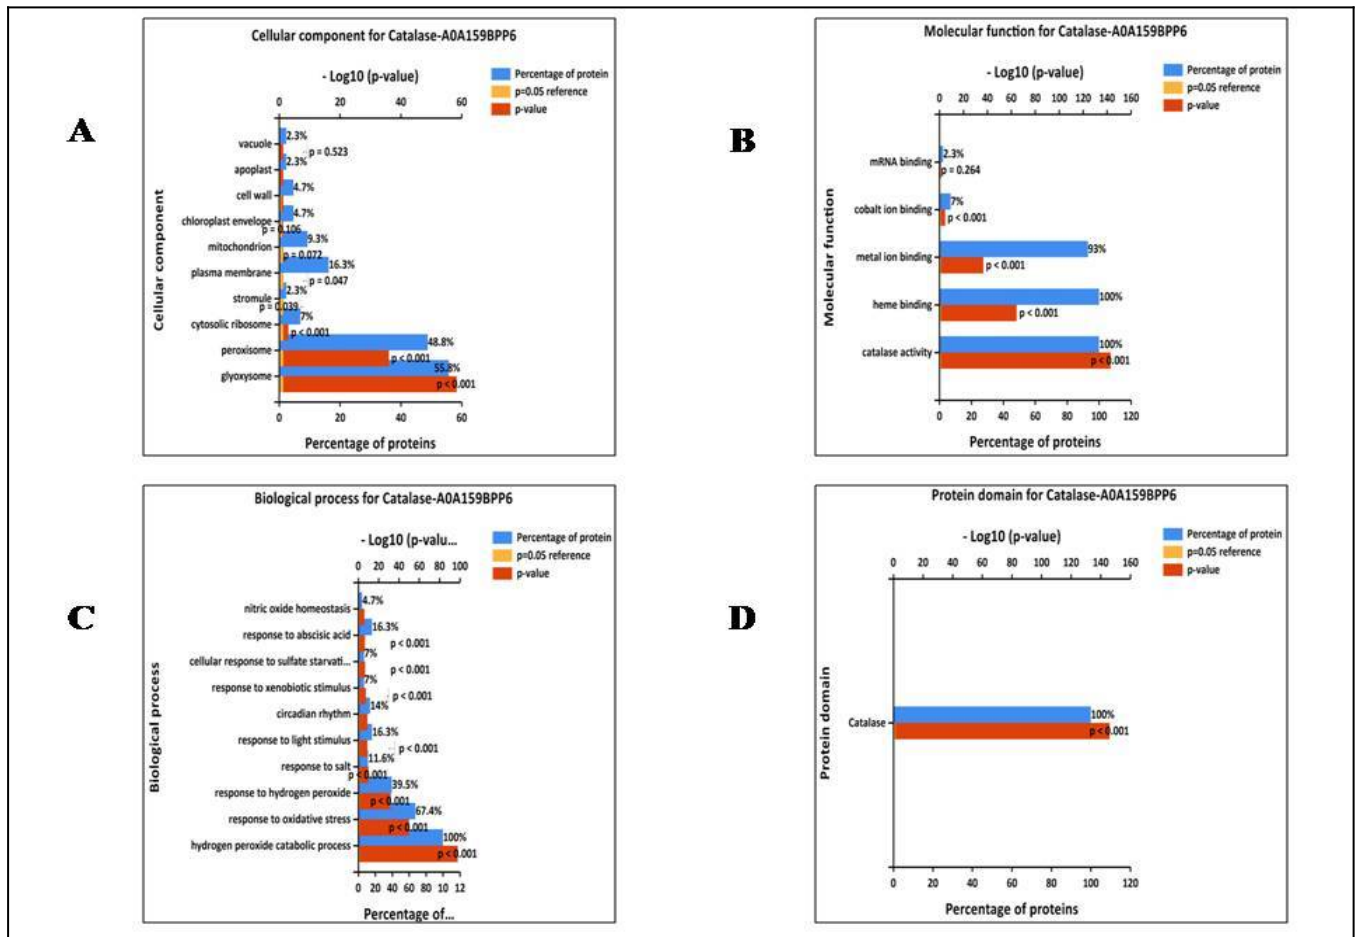 A
Cellular component for Catalase-A0A159BPP6
- Log10 (p-value)
Percentage of protein
p=0.05 reference
p-value
0 20 40 60
Cellular component
vacuole 2.3%
p = 0.523
apoplast 2.3%
cell wall 4.7%
chloroplast envelope 4.7%
p = 0.106
mitochondrion 9.3%
p = 0.072
plasma membrane 16.3%
p = 0.047
stromule 2.3%
p = 0.039
cytosolic ribosome 7%
p < 0.001
peroxisome 48.8%
p < 0.001
glyoxysome 55.8%
p < 0.001
0 20 40 60
Percentage of proteins
B
Molecular function for Catalase-A0A159BPP6
- Log10 (p-value)
Percentage of protein
p=0.05 reference
p-value
0 20 40 60 80 100 120 140 160
Molecular function
mRNA binding 2.3%
p = 0.264
cobalt ion binding 7%
p < 0.001
metal ion binding 93%
p < 0.001
heme binding 100%
p < 0.001
catalase activity 100%
p < 0.001
0 20 40 60 80 100 120
Percentage of proteins
C
Biological process for Catalase-A0A159BPP6
- Log10 (p-valu...
Percentage of protein
p=0.05 reference
p-value
0 20 40 60 80 100
Biological process
nitric oxide homeostasis 4.7%
response to abscisic acid 16.3%
p < 0.001
cellular response to sulfate starvati... 7%
p < 0.001
response to xenobiotic stimulus 7%
p < 0.001
circadian rhythm 14%
response to light stimulus 16.3%
p < 0.001
response to salt 11.6%
p < 0.001
response to hydrogen peroxide 39.5%
p < 0.001
response to oxidative stress 67.4%
p < 0.001
hydrogen peroxide catabolic process 100%
p < 0.001
0 20 40 60 80 10 12
Percentage of...
D
Protein domain for Catalase-A0A159BPP6
- Log10 (p-value)
Percentage of protein
p=0.05 reference
p-value
0 20 40 60 80 100 120 140 160
Protein domain
Catalase 100%
p < 0.001
0 20 40 60 80 100 120
Percentage of proteins